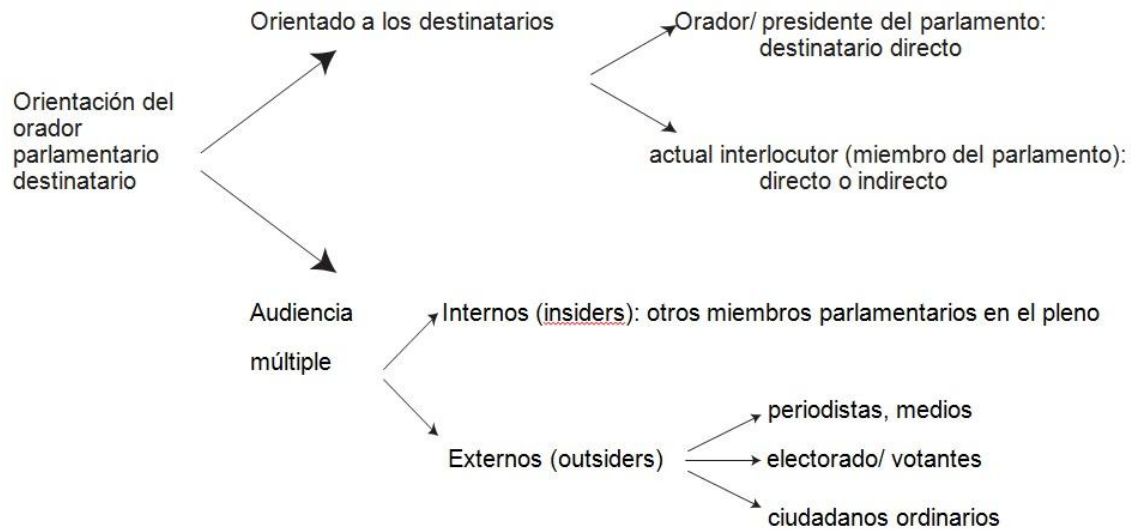 Orientado a los destinatarios
Orador/ presidente del parlamento:
destinatario directo
Orientación del
orador
parlamentario
destinatario
actual interlocutor (miembro del parlamento):
directo o indirecto
Audiencia
múltiple
Internos (insiders): otros miembros parlamentarios en el pleno
Externos (outsiders)
periodistas, medios
electorado/ votantes
ciudadanos ordinarios